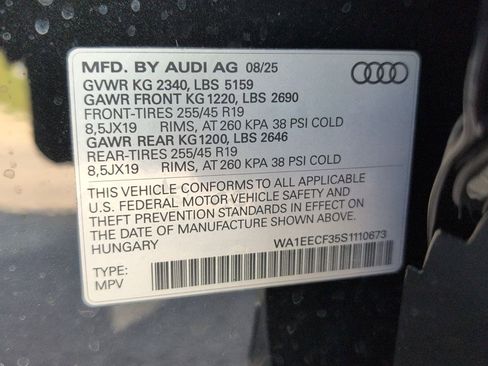 MFD. BY AUDI AG 08/25
GVWR KG 2340, LBS 5159
GAWR FRONT KG 1220, LBS 2690
FRONT-TIRES 255/45 R19
8,5JX19 RIMS, AT 260 KPA 38 PSI COLD
GAWR REAR KG1200, LBS 2646
REAR-TIRES 255/45 R19
8,5JX19 RIMS, AT 260 KPA 38 PSI COLD
THIS VEHICLE CONFORMS TO ALL APPLICABLE
U.S. FEDERAL MOTOR VEHICLE SAFETY AND
THEFT PREVENTION STANDARDS IN EFFECT ON
THE DATE OF MANUFACTURE SHOWN ABOVE.
HUNGARY WA1EECF35S1110673
TYPE:
MPV